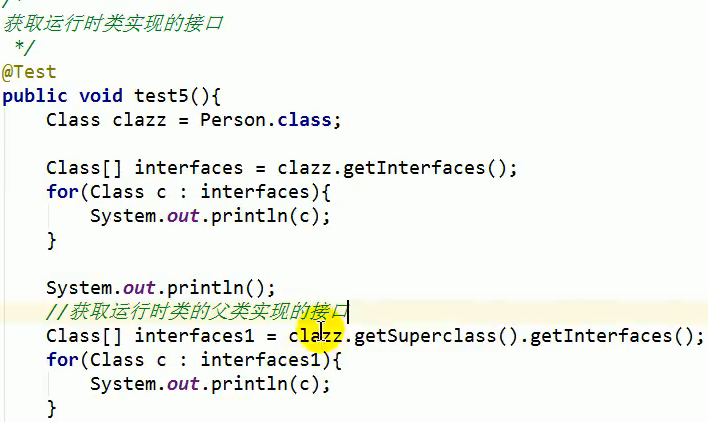 /*
获取运行时类实现的接口
 */
@Test
public void test5(){
    Class clazz = Person.class;

    Class[] interfaces = clazz.getInterfaces();
    for(Class c : interfaces){
        System.out.println(c);
    }

    System.out.println();
    //获取运行时类的父类实现的接口
    Class[] interfaces1 = clazz.getSuperclass().getInterfaces();
    for(Class c : interfaces1){
        System.out.println(c);
    }